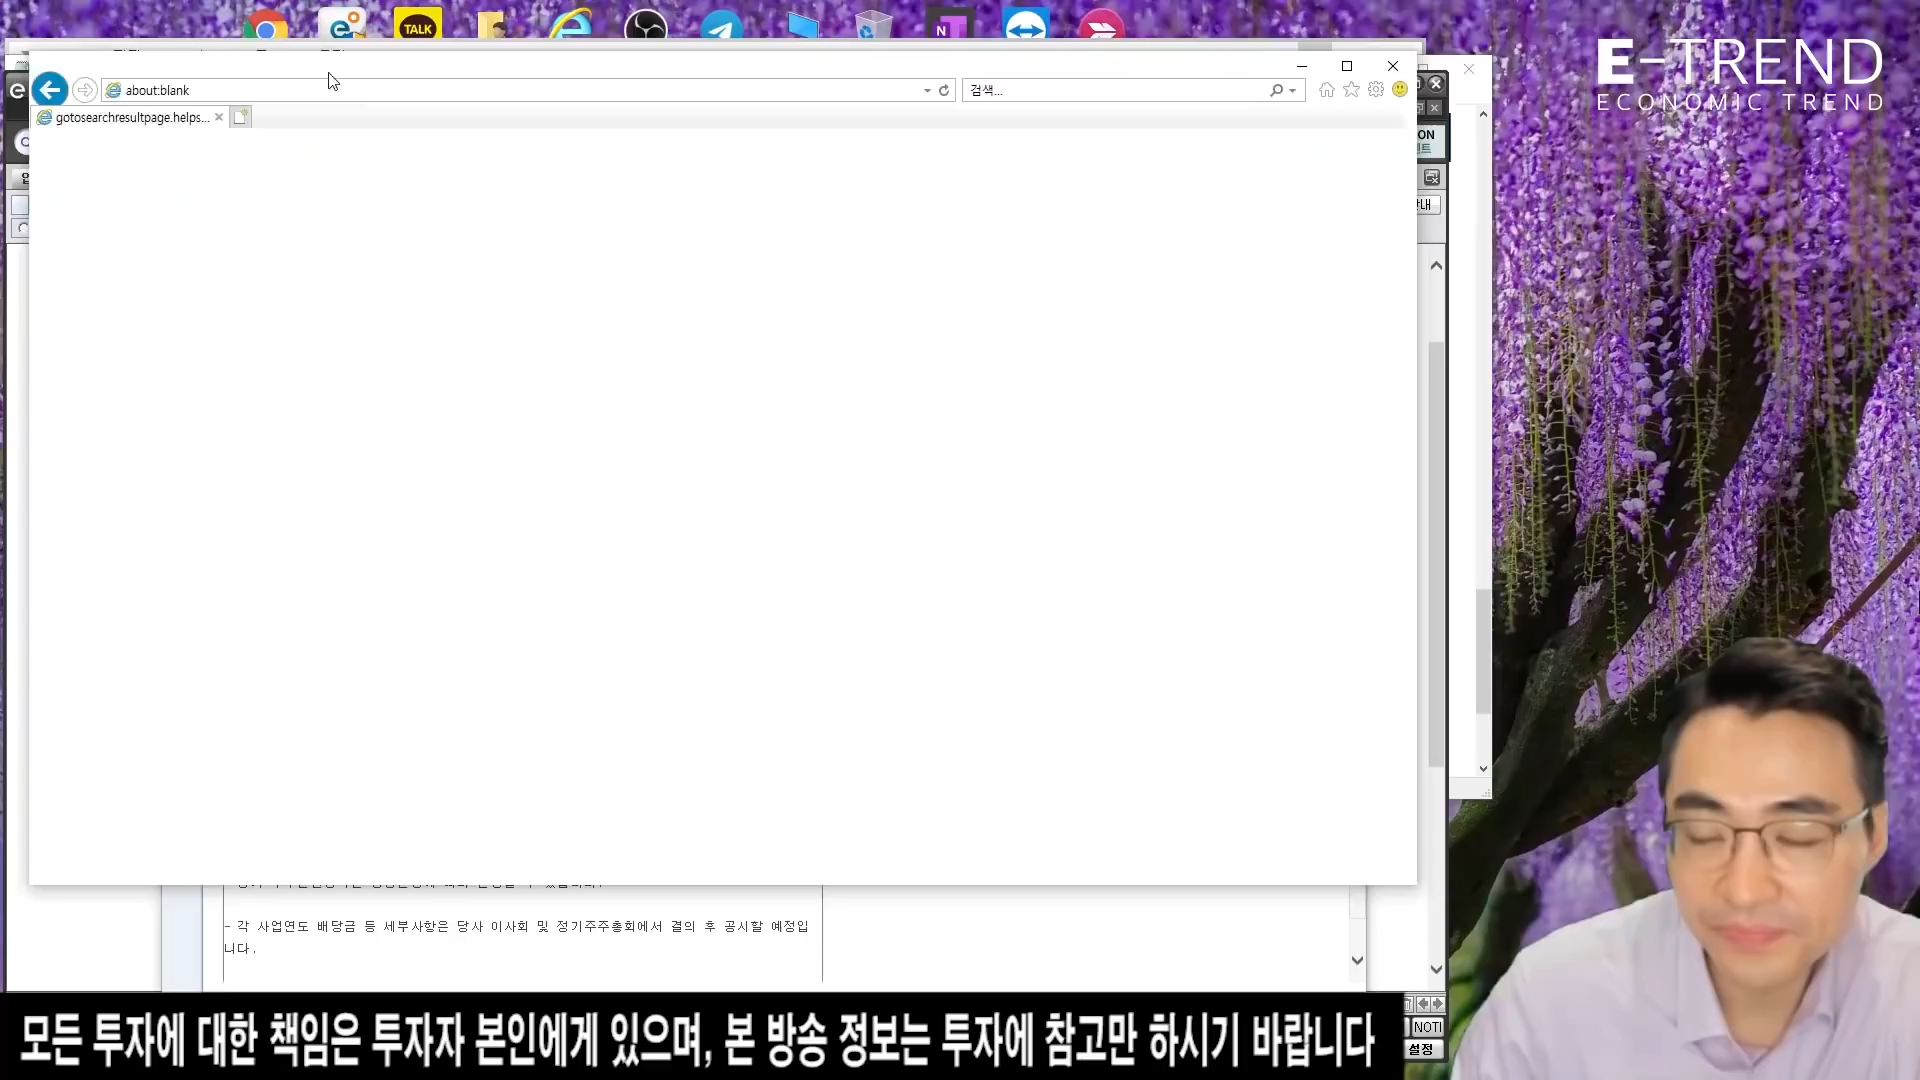 TALK
N
E-TREND
ECONOMIC TREND
about:blank
검색...
gotosearchresultpage.helps...
ON
- 각 사업연도 배당금 등 세부사항은 당사 이사회 및 정기주주총회에서 결의 후 공시할 예정입
니다.
NOTI
설정
모든 투자에 대한 책임은 투자자 본인에게 있으며, 본 방송 정보는 투자에 참고만 하시기 바랍니다